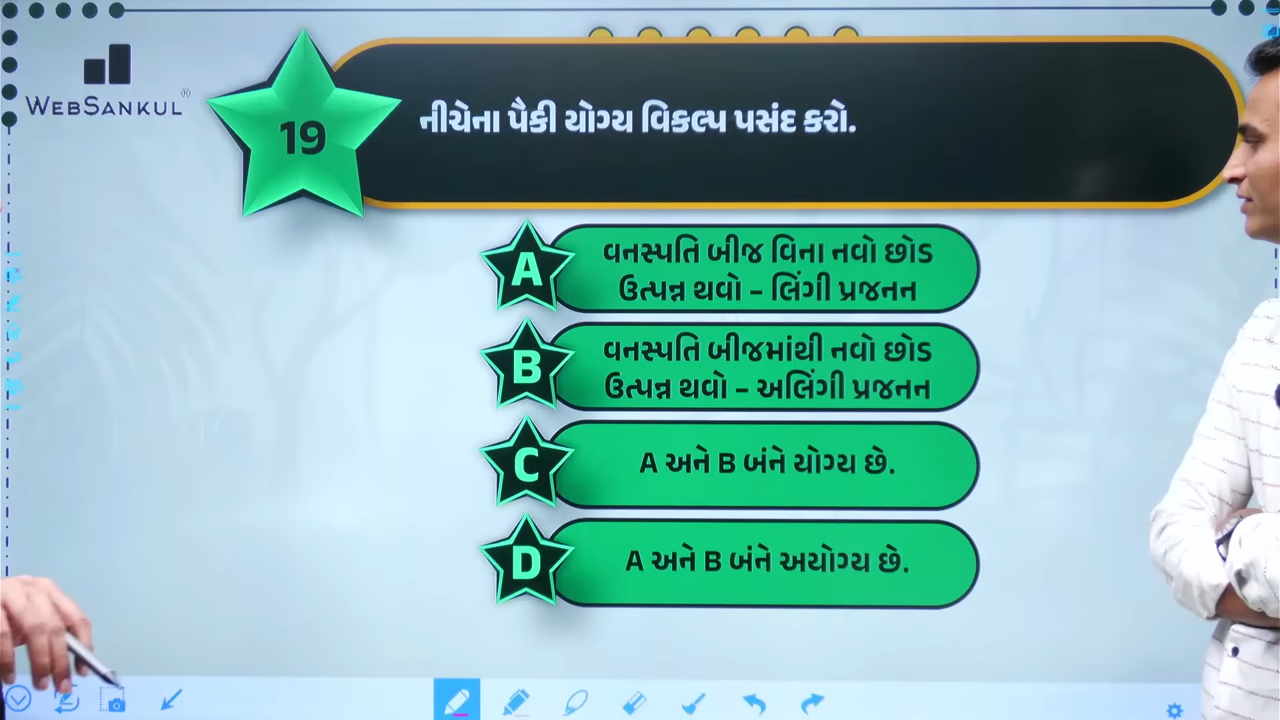 WEBSANKUL®
19
નીચેના પૈકી યોગ્ય વિકલ્પ પસંદ કરો.
A
વનસ્પતિ બીજ વિના નવો છોડ
ઉત્પન્ન થવો – લિંગી પ્રજનન
B
વનસ્પતિ બીજમાંથી નવો છોડ
ઉત્પન્ન થવો – અલિંગી પ્રજનન
C
A અને B બંને યોગ્ય છે.
D
A અને B બંને અયોગ્ય છે.